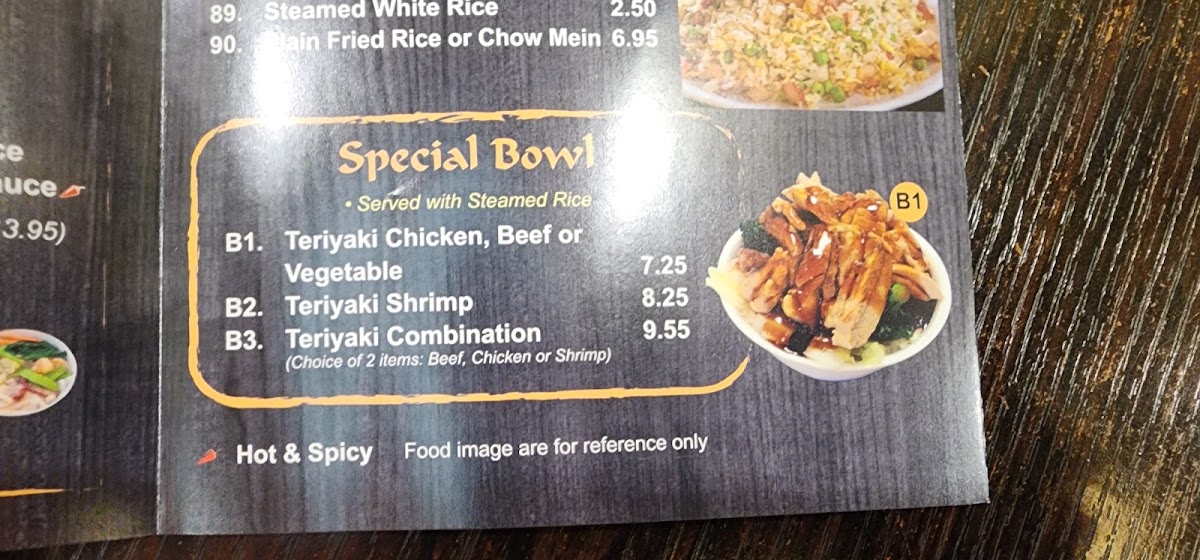 89. Steamed White Rice 2.50
90. Plain Fried Rice or Chow Mein 6.95
uce
3.95)
Special Bowl
• Served with Steamed Rice
B1. Teriyaki Chicken, Beef or
Vegetable 7.25
B2. Teriyaki Shrimp 8.25
B3. Teriyaki Combination 9.55
(Choice of 2 items: Beef, Chicken or Shrimp)
B1
Hot & Spicy Food image are for reference only